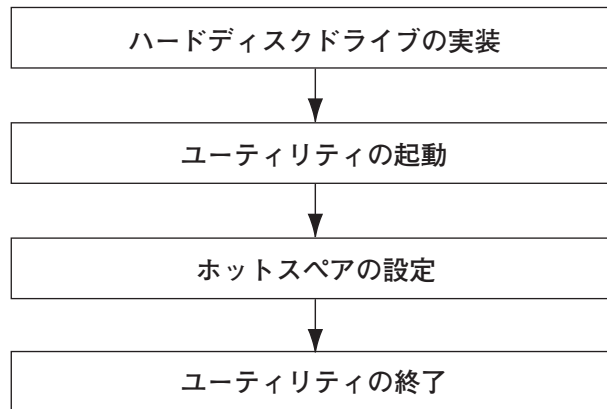 ハードディスクドライブの実装
ユーティリティの起動
ホットスペアの設定
ユーティリティの終了